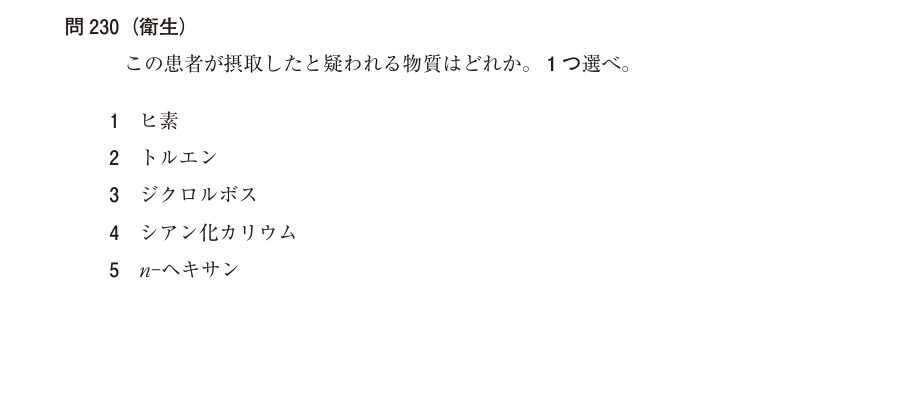 問 230 (衛生)
この患者が摂取したと疑われる物質はどれか。1 つ選べ。
1 ヒ素
2 トルエン
3 ジクロルボス
4 シアン化カリウム
5 n-ヘキサン